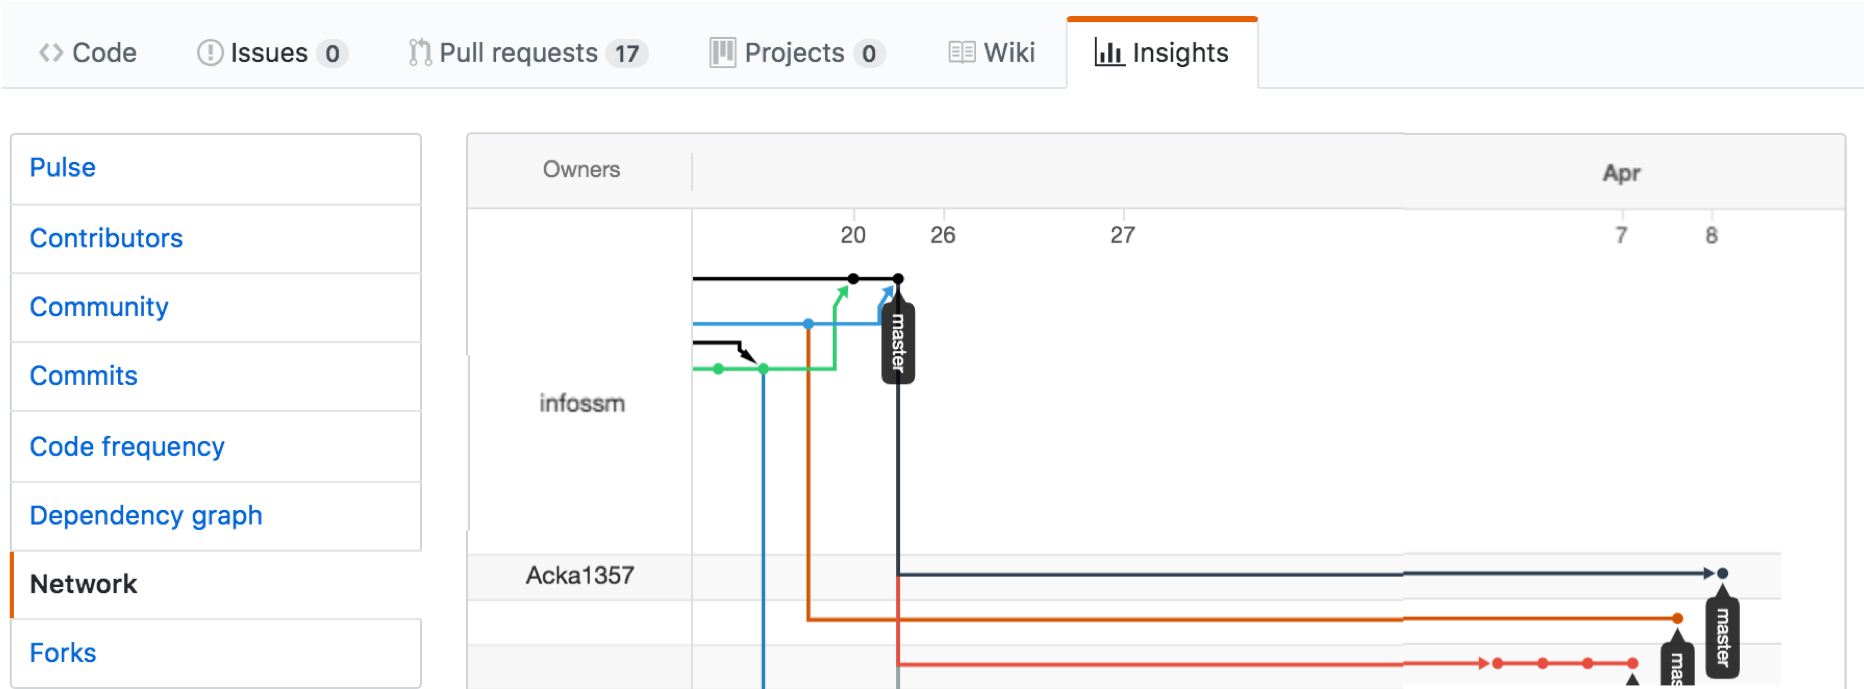 Code
Issues 0
Pull requests 17
Projects 0
Wiki
Insights
Pulse
Contributors
Community
Commits
Code frequency
Dependency graph
Network
Forks
Owners
Apr
20 26 27 7 8
master
infossm
Acka1357
master
mas